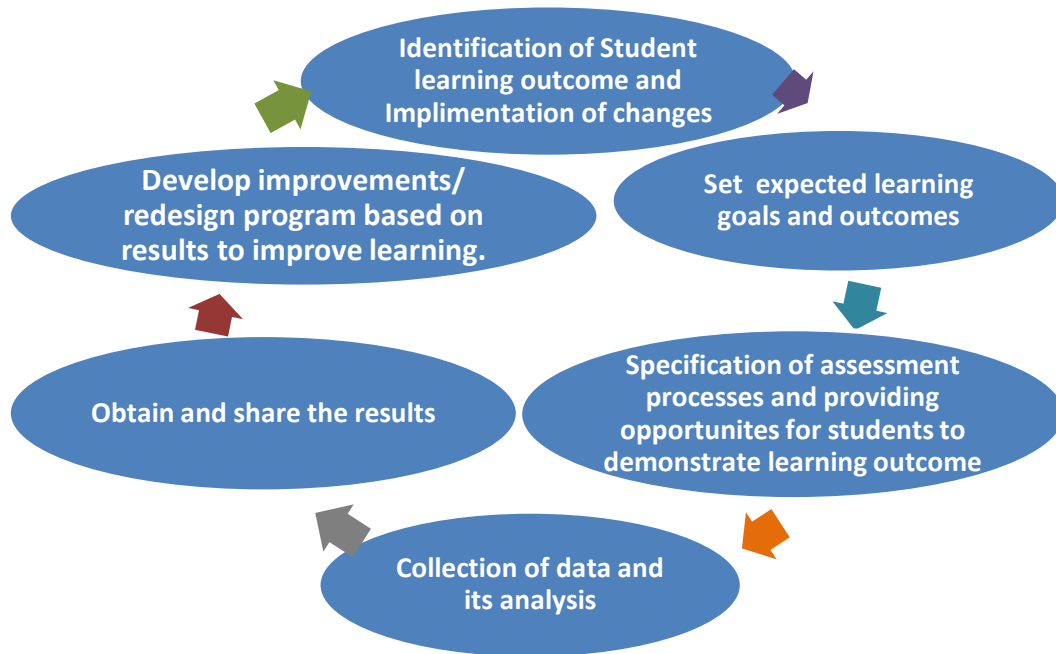 Identification of Student
learning outcome and
Implimentation of changes
Set expected learning
goals and outcomes
Specification of assessment
processes and providing
opportunites for students to
demonstrate learning outcome
Collection of data and
its analysis
Obtain and share the results
Develop improvements/
redesign program based on
results to improve learning.